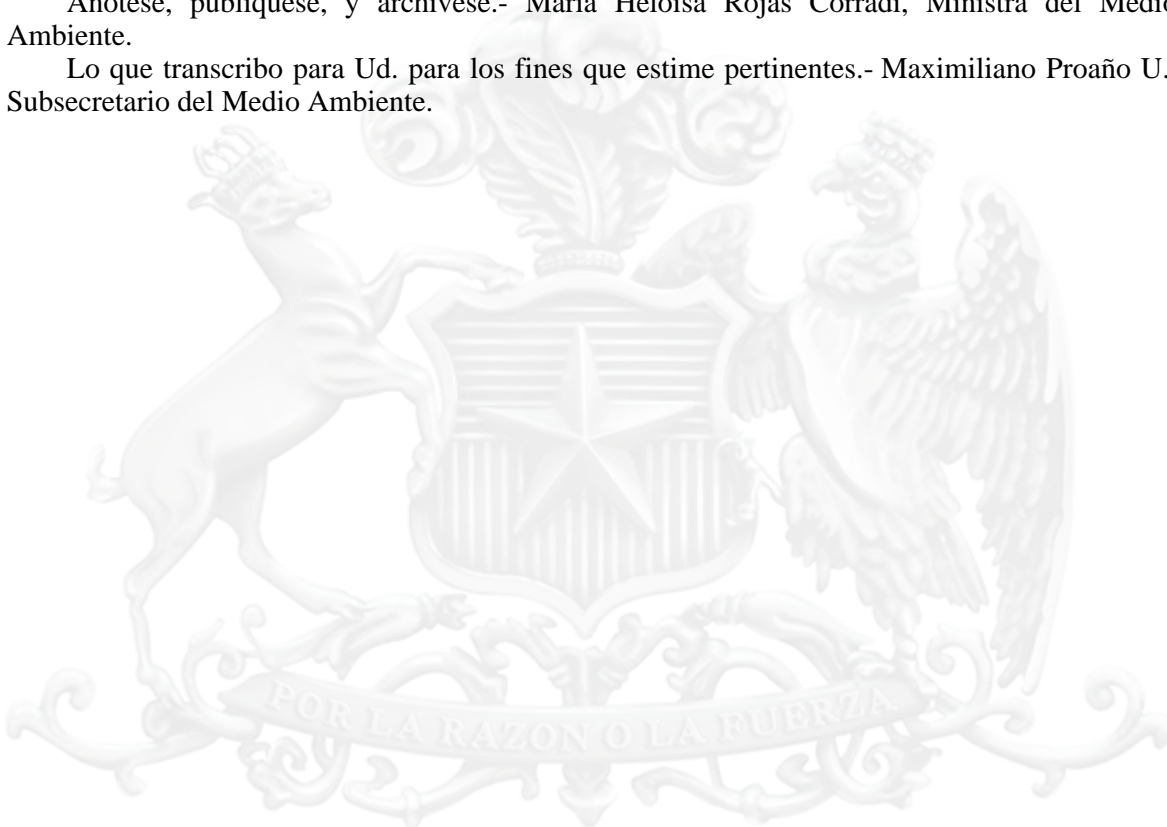 Anótese, publíquese, y archívese.- María Heloísa Rojas Corradi, Ministra del Medio
Ambiente.
Lo que transcribo para Ud. para los fines que estime pertinentes.- Maximiliano Proaño U.,
Subsecretario del Medio Ambiente.
POR LA RAZON O LA FUERZA